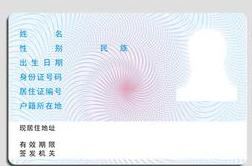 姓 名
性 别 民 族
出生日期
身份证号码
居住证编号
户籍所在地
现居住地址
有效期限
签发机关